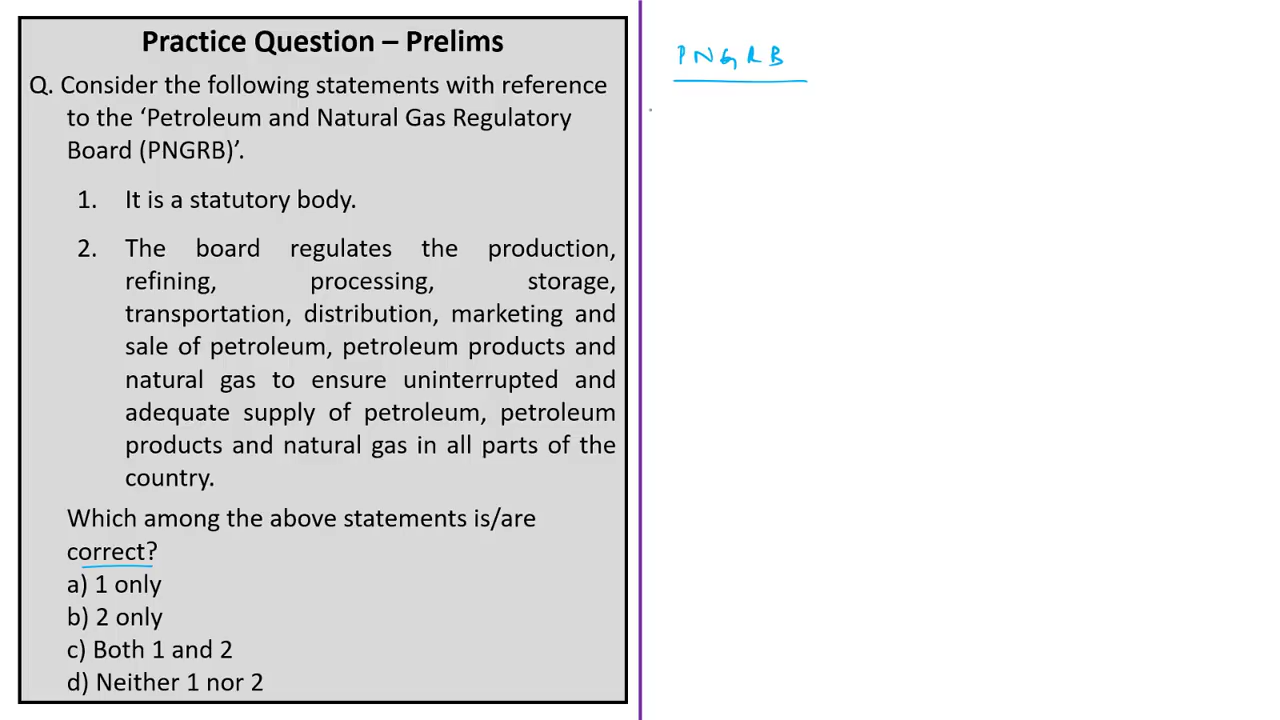 Practice Question – Prelims
Q. Consider the following statements with reference
to the ‘Petroleum and Natural Gas Regulatory
Board (PNGRB)’.
1. It is a statutory body.
2. The board regulates the production,
refining, processing, storage,
transportation, distribution, marketing and
sale of petroleum, petroleum products and
natural gas to ensure uninterrupted and
adequate supply of petroleum, petroleum
products and natural gas in all parts of the
country.
Which among the above statements is/are
correct?
a) 1 only
b) 2 only
c) Both 1 and 2
d) Neither 1 nor 2
PNGRB